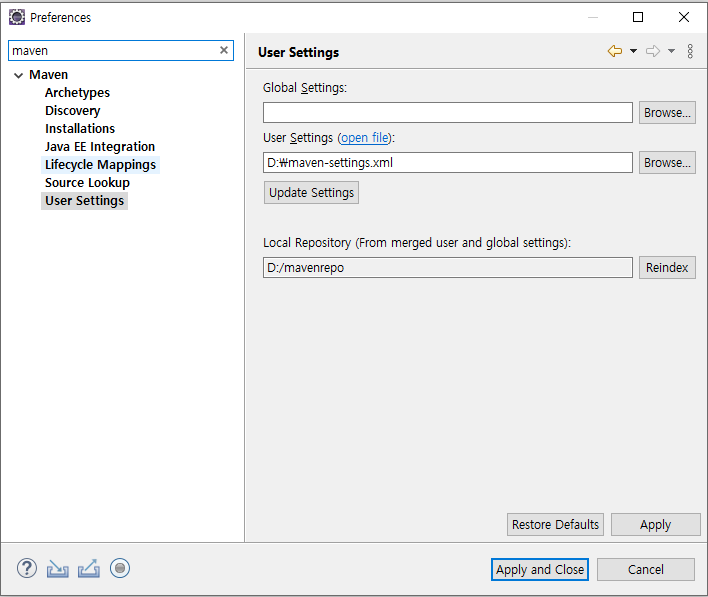 Preferences
maven
Maven
Archetypes
Discovery
Installations
Java EE Integration
Lifecycle Mappings
Source Lookup
User Settings
User Settings
Global Settings:
Browse...
User Settings (open file):
D:₩maven-settings.xml
Browse...
Update Settings
Local Repository (From merged user and global settings):
D:/mavenrepo
Reindex
Restore Defaults
Apply
Apply and Close
Cancel